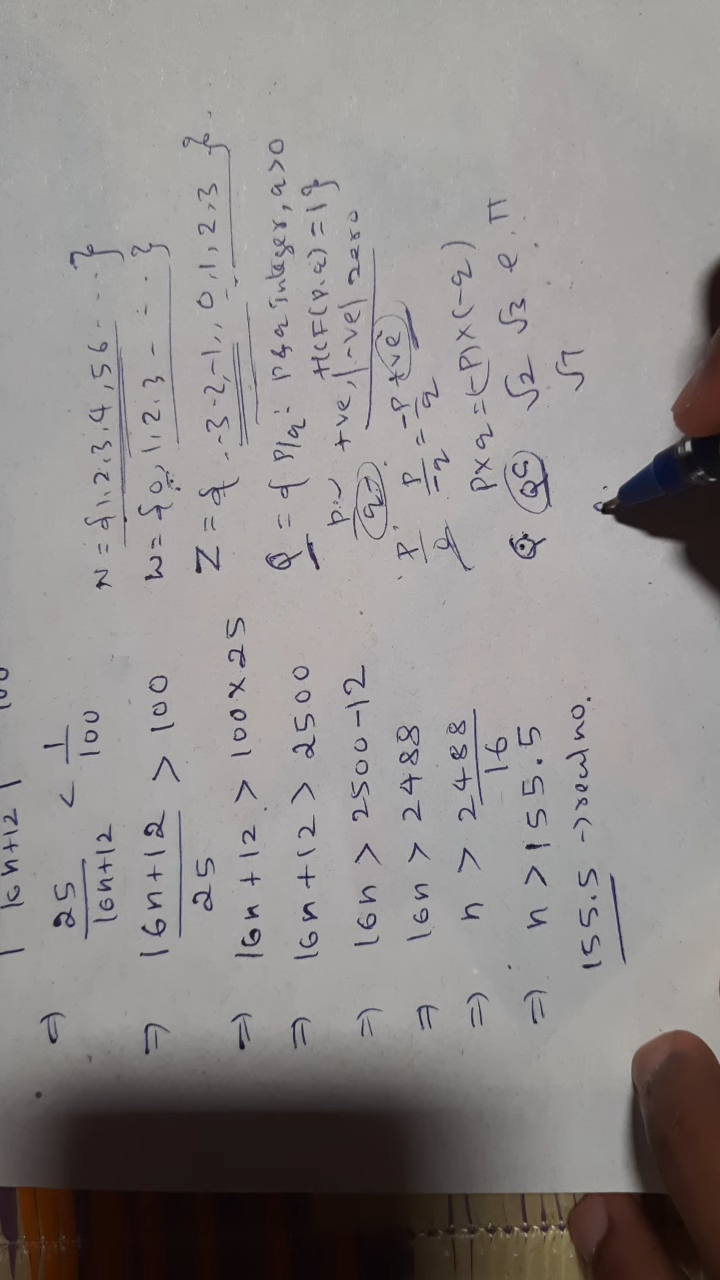 | 16n+12 | 100
⇒ 25/16n+12 < 1/100
⇒ 16n+12/25 > 100
⇒ 16n+12 > 100×25
⇒ 16n+12 > 2500
⇒ 16n > 2500-12
⇒ 16n > 2488
⇒ n > 2488/16
⇒ n > 155.5
155.5 → real no.
N = {1,2,3,4,56 - - . }
W = {0,1,2,3 - - . . }
Z = { . . -3-2,-1,, 0,1,2,3 }.
Q = { p/q : p & q integer, q>0
HCF(p,q) = 1}
p ~ +ve, |-ve| zero
q→ +ve
p/q p/-q = -p/q
p×q = (-p)×(-q)
Q Qc √2 √3 e, π
√7